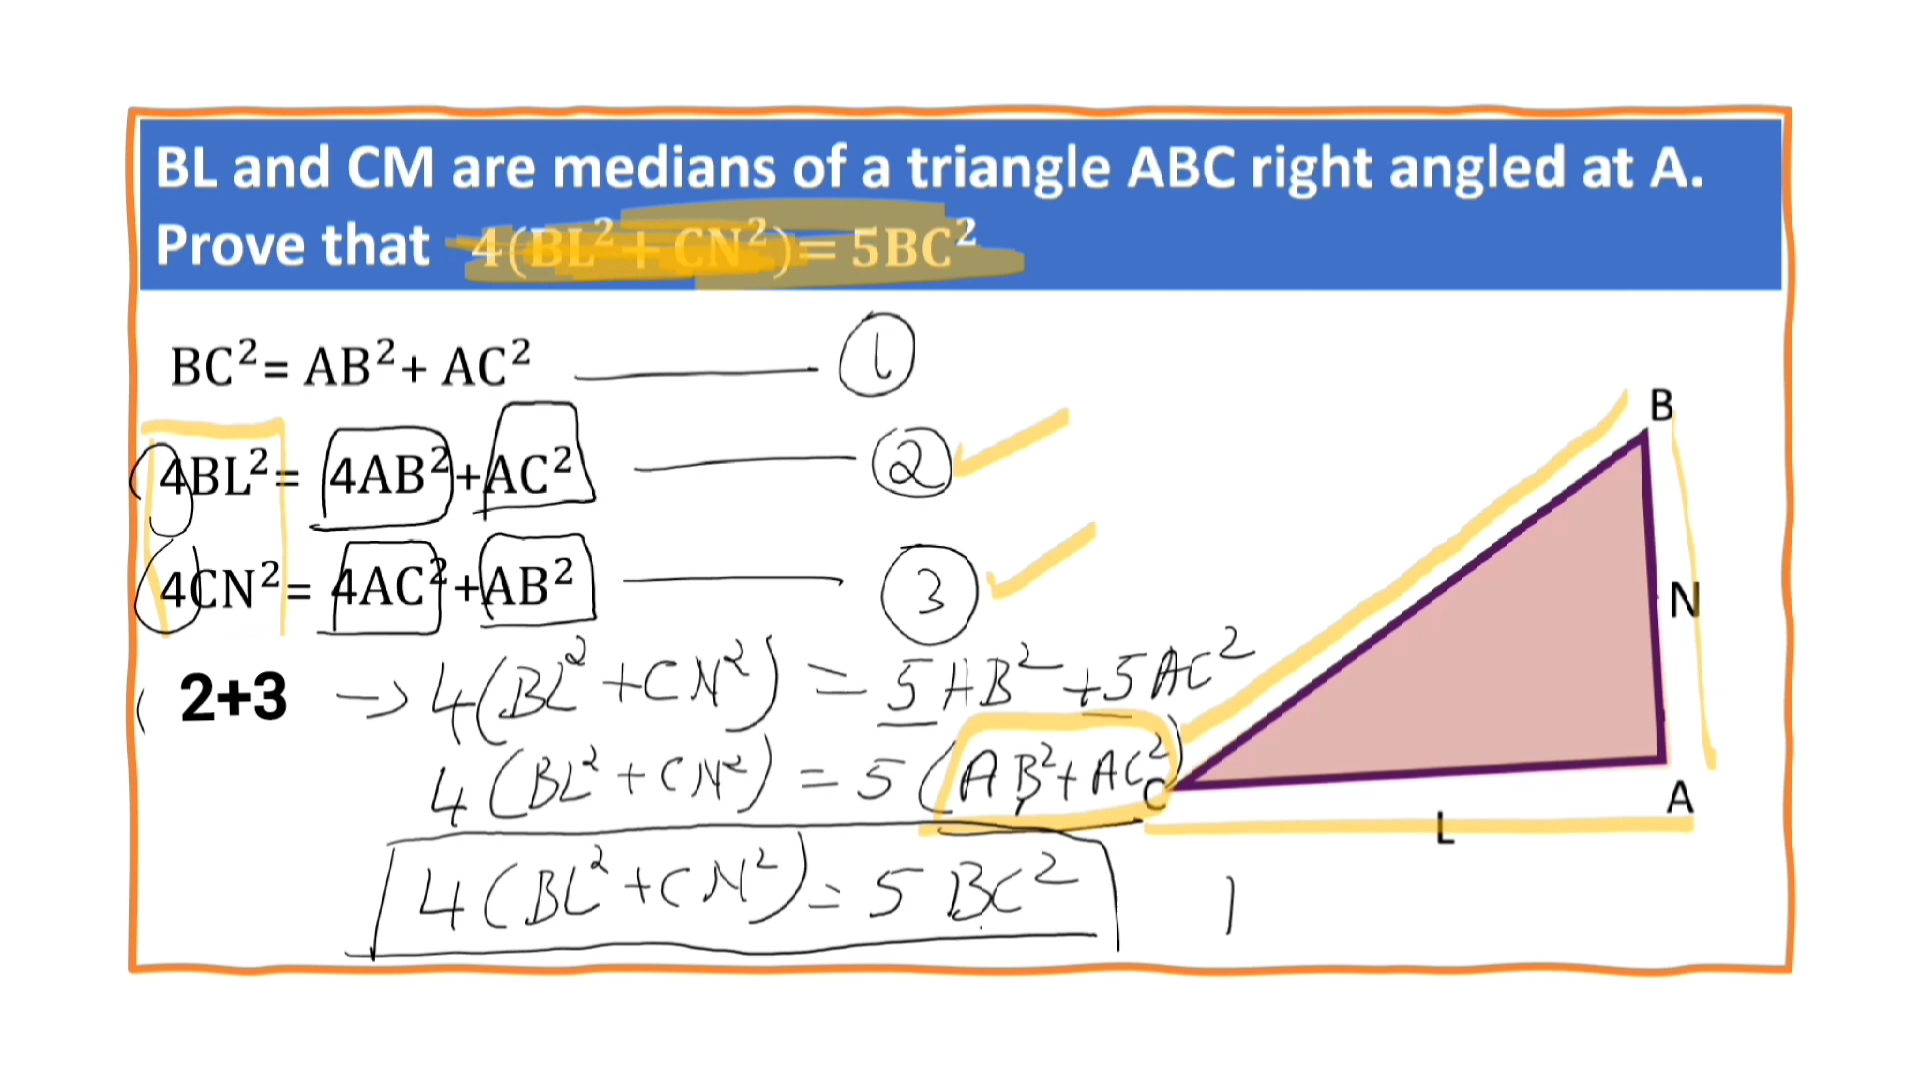 BL and CM are medians of a triangle ABC right angled at A.
Prove that 4(BL²+ CN²)= 5BC²
BC²= AB²+ AC² 1
4BL²= 4AB²+AC² 2
4CN²= 4AC²+AB² 3
2+3 → 4(BL²+CN²) = 5AB²+5AC²
4(BL²+CN²) = 5(AB²+AC²)
4(BL²+CN²)= 5BC²
B
N
C
A
L